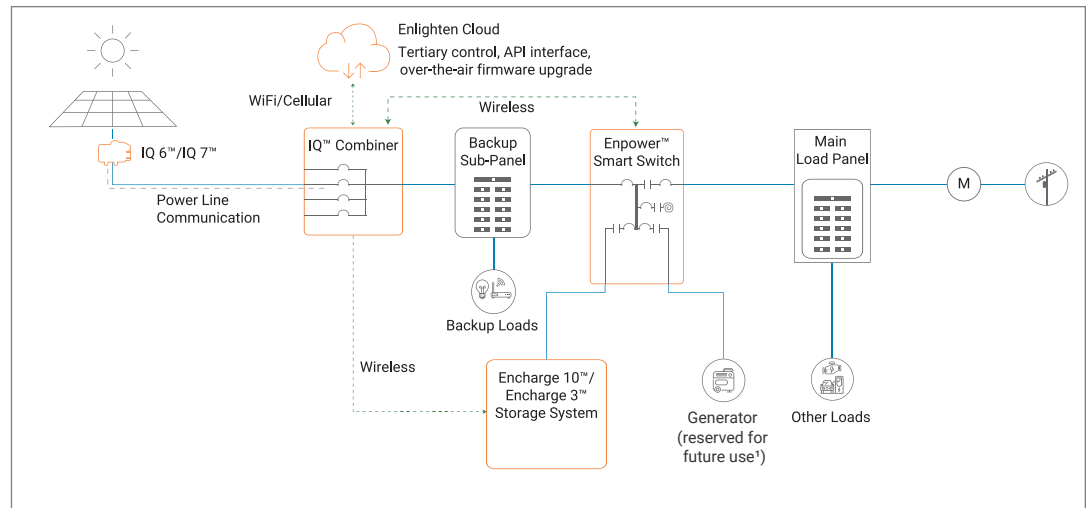 Enlighten Cloud
Tertiary control, API interface,
over-the-air firmware upgrade
WiFi/Cellular
Wireless
IQ™ 6™/IQ 7™
IQ™ Combiner
Backup
Sub-Panel
Enpower™
Smart Switch
Main
Load Panel
M
Power Line
Communication
Backup Loads
Wireless
Encharge 10™/
Encharge 3™
Storage System
Generator
(reserved for
future use¹)
Other Loads